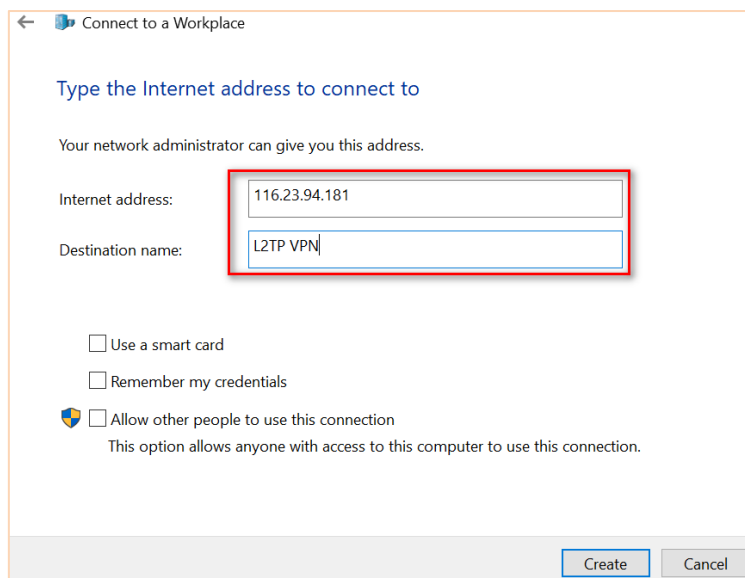 Connect to a Workplace
Type the Internet address to connect to
Your network administrator can give you this address.
Internet address: 116.23.94.181
Destination name: L2TP VPN
Use a smart card
Remember my credentials
Allow other people to use this connection
This option allows anyone with access to this computer to use this connection.
Create Cancel